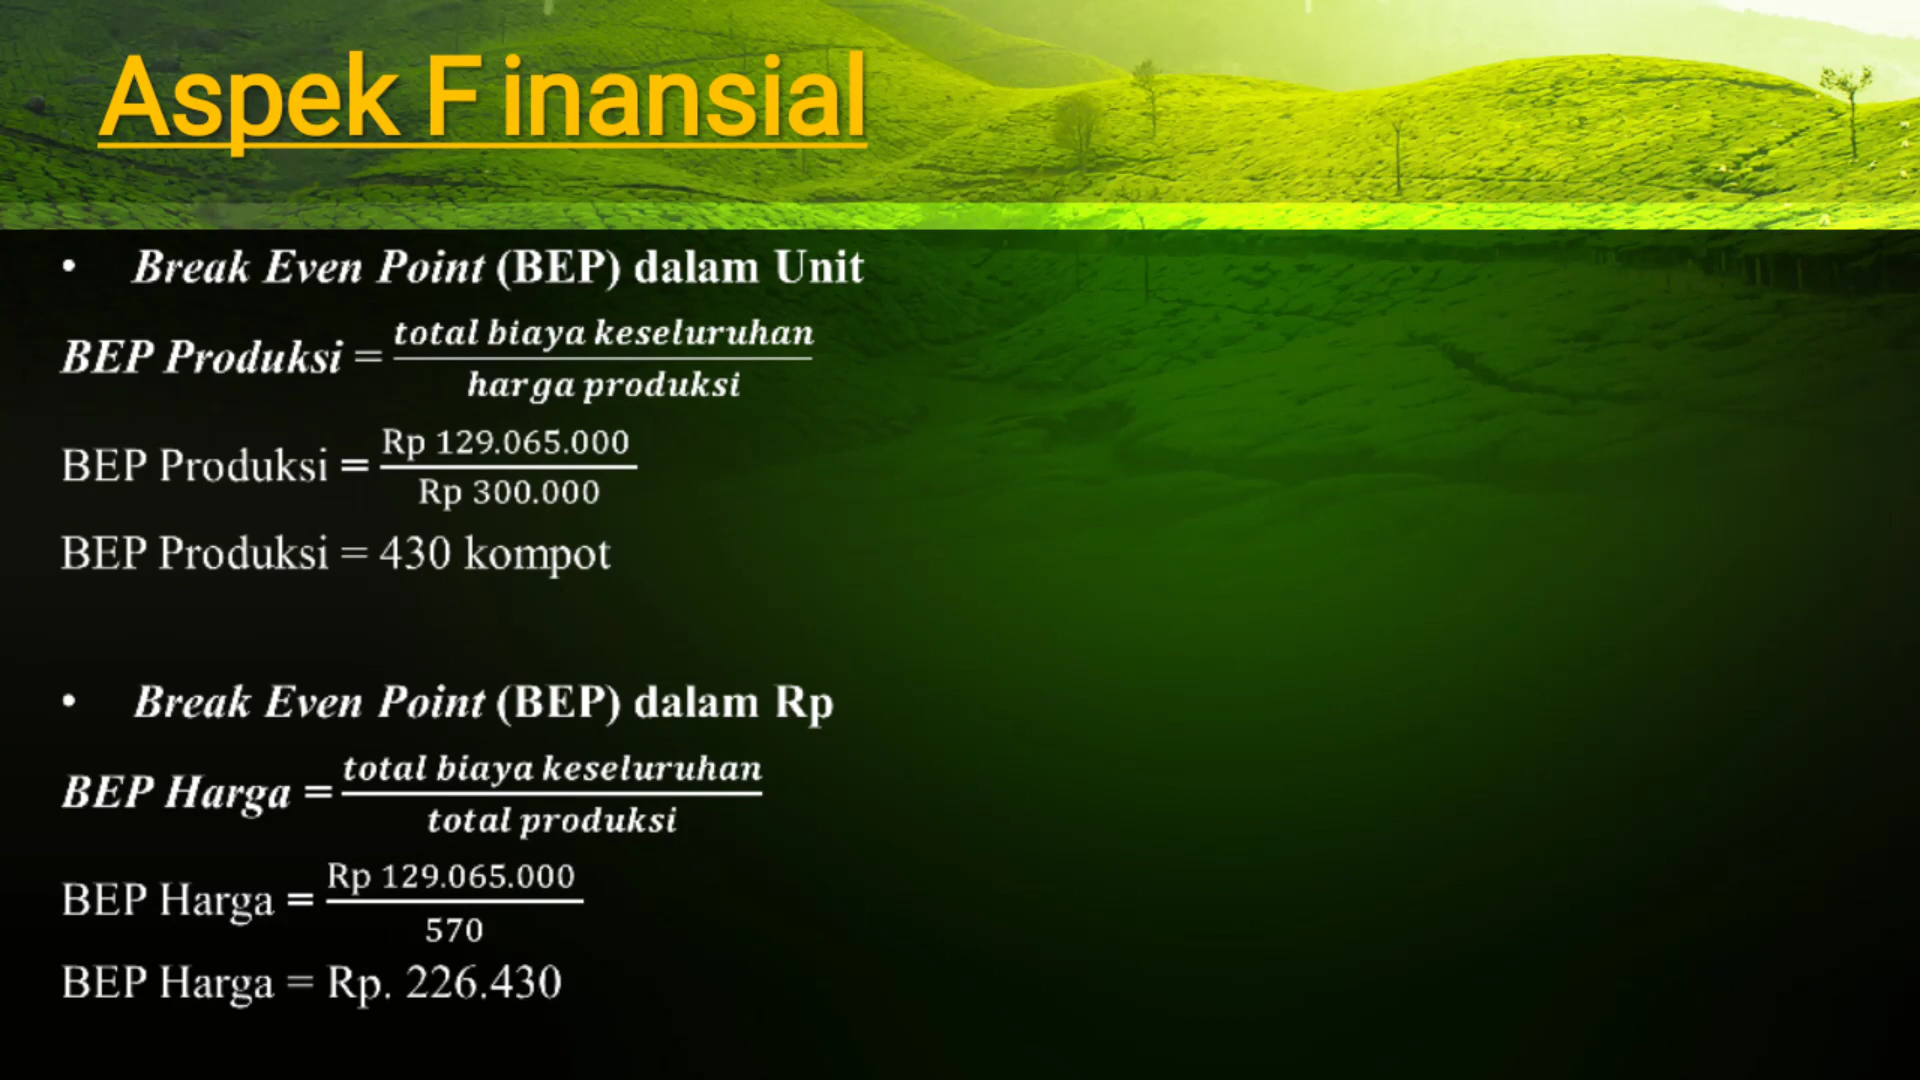 Aspek Finansial
• Break Even Point (BEP) dalam Unit
BEP Produksi = total biaya keseluruhan / harga produksi
BEP Produksi = Rp 129.065.000 / Rp 300.000
BEP Produksi = 430 kompot
• Break Even Point (BEP) dalam Rp
BEP Harga = total biaya keseluruhan / total produksi
BEP Harga = Rp 129.065.000 / 570
BEP Harga = Rp. 226.430